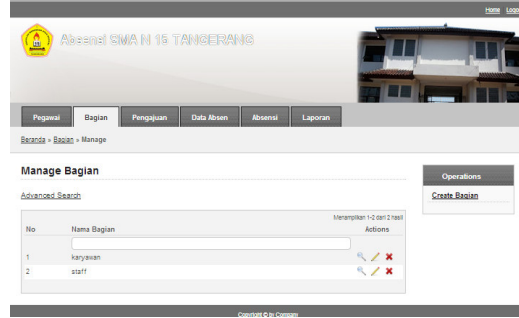 Home Logo
Absensi SMA N 15 TANGERANG
Pegawai Bagian Pengajuan Data Absen Absensi Laporan
Beranda » Bagian » Manage
Manage Bagian
Operations
Advanced Search
Create Bagian
Menampilkan 1-2 dari 2 hasil
No Nama Bagian Actions
1 karyawan
2 staff
Copyright © by Company